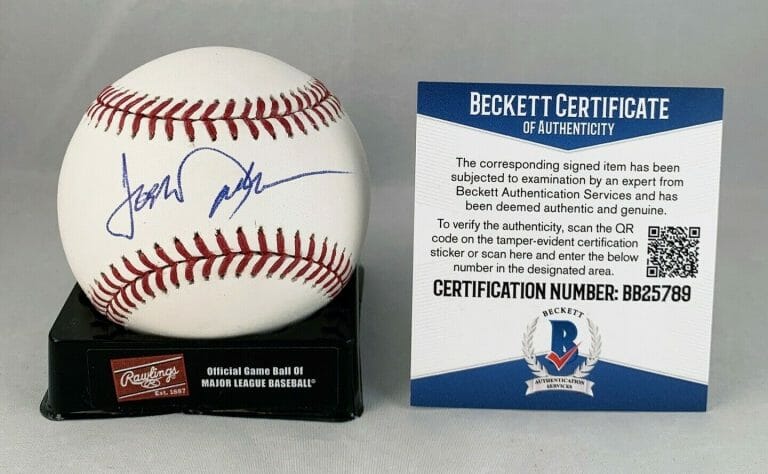 Rawlings
Est. 1887
Official Game Ball Of
MAJOR LEAGUE BASEBALL®
BECKETT CERTIFICATE
OF AUTHENTICITY
The corresponding signed item has been
subjected to examination by an expert from
Beckett Authentication Services and has
been deemed authentic and genuine.
To verify the authenticity, scan the QR
code on the tamper-evident certification
sticker or scan here and enter the below
number in the designated area.
CERTIFICATION NUMBER: BB25789
BECKETT
B
AUTHENTICATION
SERVICES